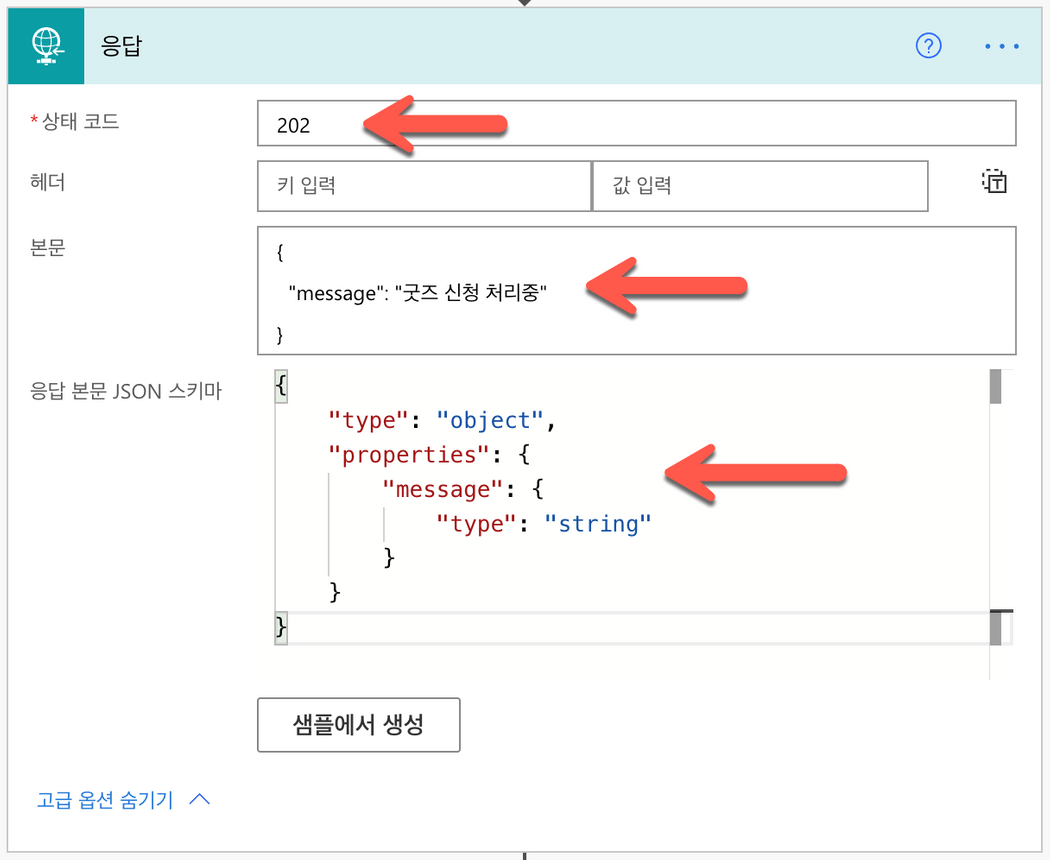 응답
?
*상태 코드
202
헤더
키 입력
값 입력
T
본문
{
"message": "굿즈 신청 처리중"
}
응답 본문 JSON 스키마
{
"type": "object",
"properties": {
"message": {
"type": "string"
}
}
}
샘플에서 생성
고급 옵션 숨기기